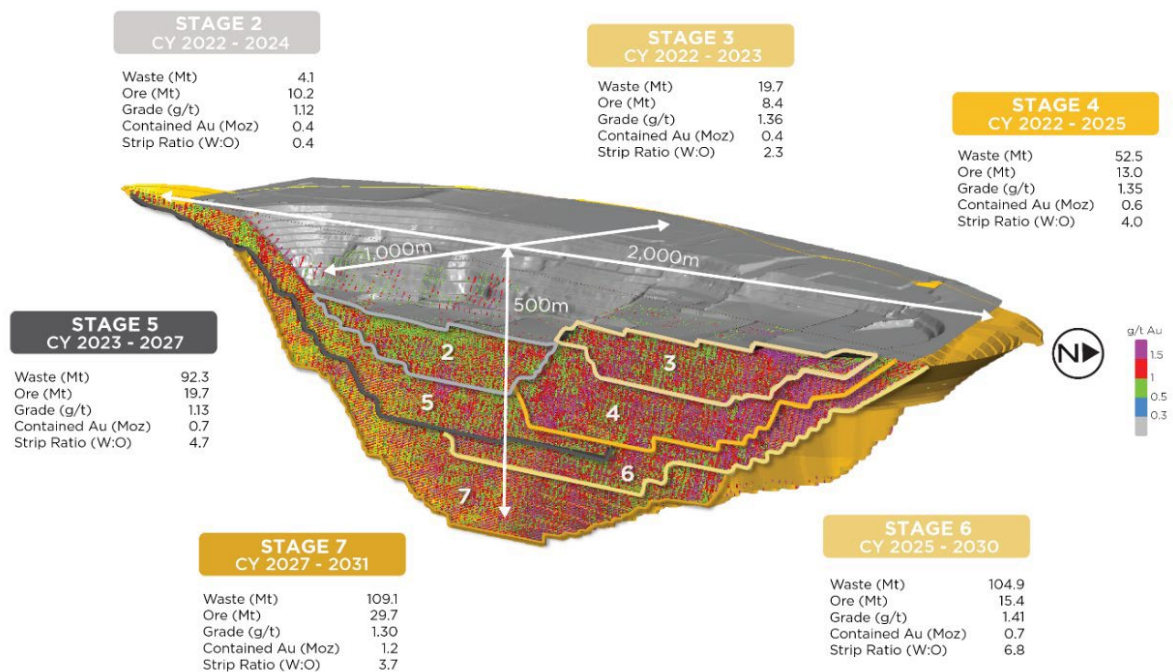 STAGE 2
CY 2022 - 2024
Waste (Mt) 4.1
Ore (Mt) 10.2
Grade (g/t) 1.12
Contained Au (Moz) 0.4
Strip Ratio (W:O) 0.4
STAGE 3
CY 2022 - 2023
Waste (Mt) 19.7
Ore (Mt) 8.4
Grade (g/t) 1.36
Contained Au (Moz) 0.4
Strip Ratio (W:O) 2.3
STAGE 4
CY 2022 - 2025
Waste (Mt) 52.5
Ore (Mt) 13.0
Grade (g/t) 1.35
Contained Au (Moz) 0.6
Strip Ratio (W:O) 4.0
1,000m
2,000m
500m
2
3
5
4
6
7
N
g/t Au
1.5
1
0.5
0.3
STAGE 5
CY 2023 - 2027
Waste (Mt) 92.3
Ore (Mt) 19.7
Grade (g/t) 1.13
Contained Au (Moz) 0.7
Strip Ratio (W:O) 4.7
STAGE 7
CY 2027 - 2031
Waste (Mt) 109.1
Ore (Mt) 29.7
Grade (g/t) 1.30
Contained Au (Moz) 1.2
Strip Ratio (W:O) 3.7
STAGE 6
CY 2025 - 2030
Waste (Mt) 104.9
Ore (Mt) 15.4
Grade (g/t) 1.41
Contained Au (Moz) 0.7
Strip Ratio (W:O) 6.8